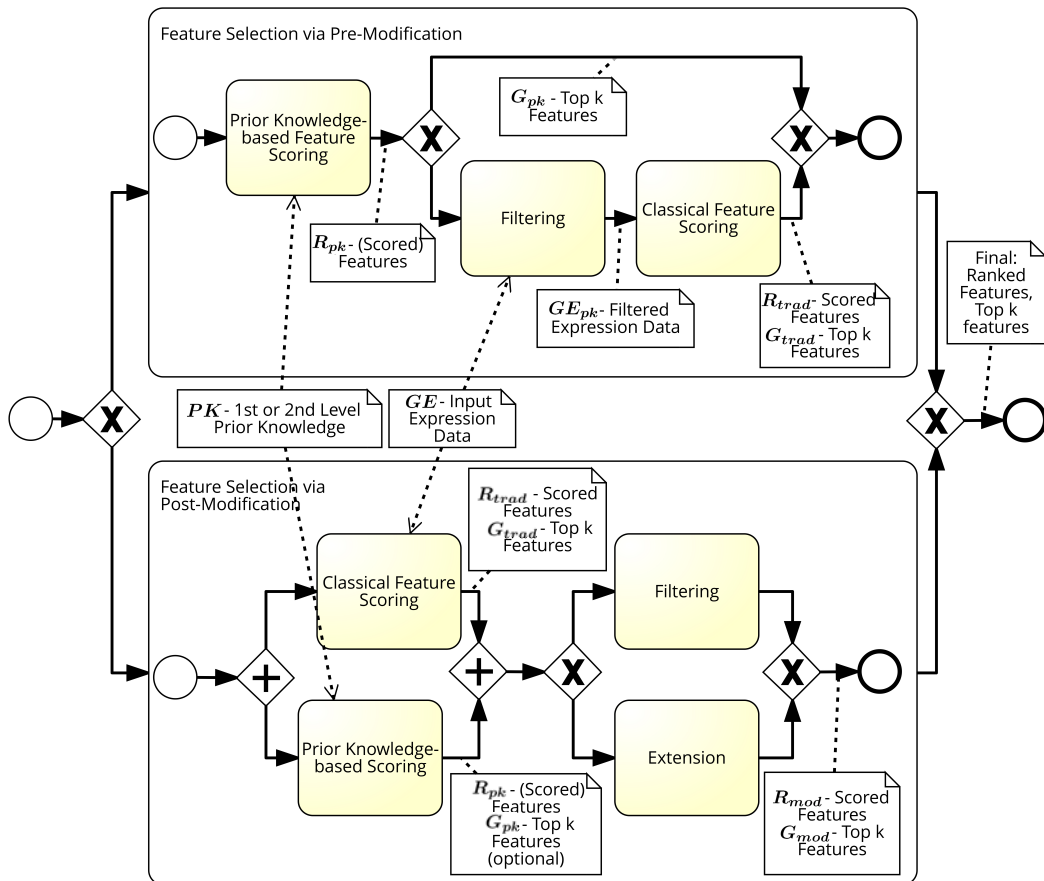 Feature Selection via Pre-Modification
G_pk - Top k
Features
Prior Knowledge-
based Feature
Scoring
X
X
Filtering
Classical Feature
Scoring
R_pk - (Scored)
Features
GE_pk - Filtered
Expression Data
R_trad - Scored
Features
G_trad - Top k
Features
Final:
Ranked
Features,
Top k
features
PK - 1st or 2nd Level
Prior Knowledge
GE - Input
Expression
Data
X
X
Feature Selection via
Post-Modification
R_trad - Scored
Features
G_trad - Top k
Features
Classical Feature
Scoring
Filtering
+
+
X
X
Prior Knowledge-
based Scoring
Extension
R_pk - (Scored)
Features
G_pk - Top k
Features
(optional)
R_mod - Scored
Features
G_mod - Top k
Features